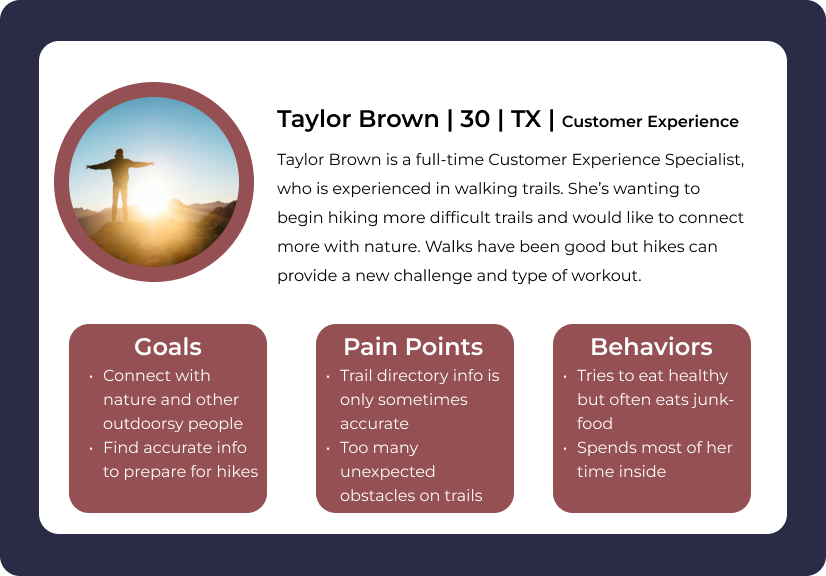 Taylor Brown | 30 | TX | Customer Experience
Taylor Brown is a full-time Customer Experience Specialist,
who is experienced in walking trails. She’s wanting to
begin hiking more difficult trails and would like to connect
more with nature. Walks have been good but hikes can
provide a new challenge and type of workout.
Goals
• Connect with
nature and other
outdoorsy people
• Find accurate info
to prepare for hikes
Pain Points
• Trail directory info is
only sometimes
accurate
• Too many
unexpected
obstacles on trails
Behaviors
• Tries to eat healthy
but often eats junk-
food
• Spends most of her
time inside